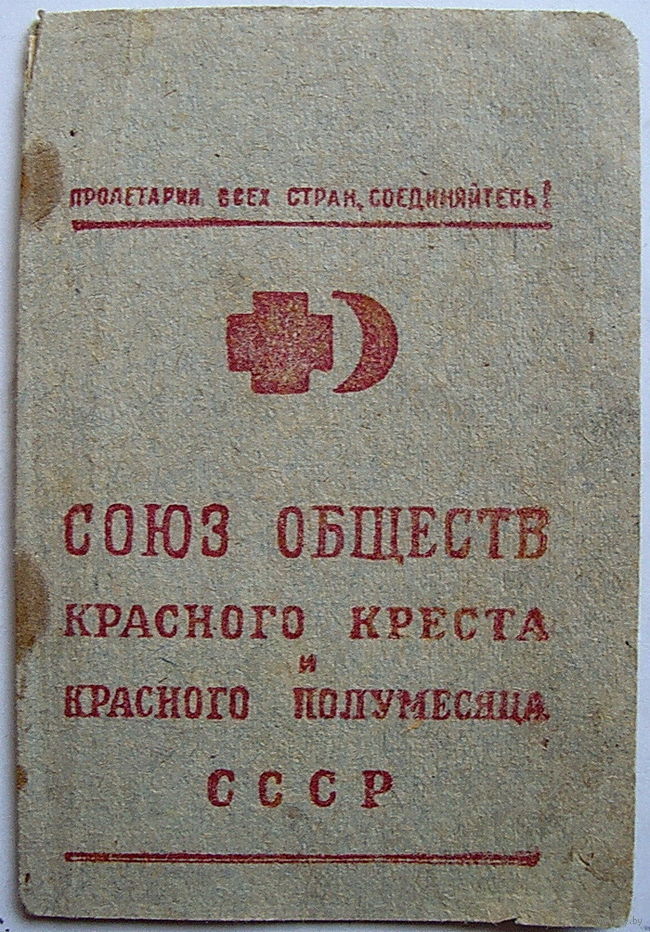 ПРОЛЕТАРИИ ВСЕХ СТРАН, СОЕДИНЯЙТЕСЬ!
СОЮЗ ОБЩЕСТВ
КРАСНОГО КРЕСТА
И
КРАСНОГО ПОЛУМЕСЯЦА
СССР